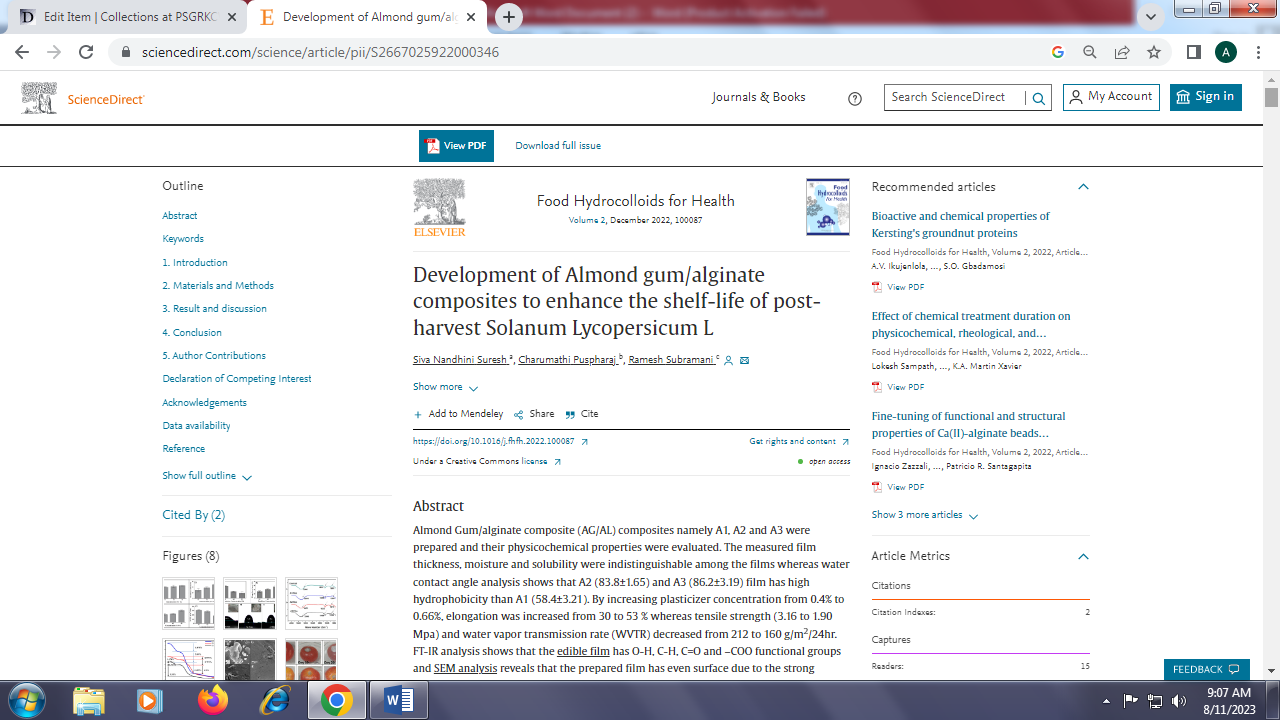 Edit Item | Collections at PSGRKC
Development of Almond gum/alg
sciencedirect.com/science/article/pii/S2667025922000346
A
ScienceDirect
Journals & Books
Search ScienceDirect
My Account
Sign in
View PDF
Download full issue
Outline
Abstract
Keywords
1. Introduction
2. Materials and Methods
3. Result and discussion
4. Conclusion
5. Author Contributions
Declaration of Competing Interest
Acknowledgements
Data availability
Reference
Show full outline
Cited By (2)
Figures (8)
ELSEVIER
Food Hydrocolloids for Health
Volume 2, December 2022, 100087
Food
Hydrocolloids
for Health
Development of Almond gum/alginate
composites to enhance the shelf-life of post-
harvest Solanum Lycopersicum L
Siva Nandhini Suresh a, Charumathi Puspharaj b, Ramesh Subramani c
Show more
Add to Mendeley
Share
Cite
https://doi.org/10.1016/j.fhfh.2022.100087
Get rights and content
Under a Creative Commons license
open access
Abstract
Almond Gum/alginate composite (AG/AL) composites namely A1, A2 and A3 were
prepared and their physicochemical properties were evaluated. The measured film
thickness, moisture and solubility were indistinguishable among the films whereas water
contact angle analysis shows that A2 (83.8±1.65) and A3 (86.2±3.19) film has high
hydrophobicity than A1 (58.4±3.21). By increasing plasticizer concentration from 0.4% to
0.66%, elongation was increased from 30 to 53 % whereas tensile strength (3.16 to 1.90
Mpa) and water vapor transmission rate (WVTR) decreased from 212 to 160 g/m2/24hr.
FT-IR analysis shows that the edible film has O-H, C-H, C=O and –COO functional groups
and SEM analysis reveals that the prepared film has even surface due to the strong
Recommended articles
Bioactive and chemical properties of
Kersting's groundnut proteins
Food Hydrocolloids for Health, Volume 2, 2022, Article...
A.V. Ikujenlola, ..., S.O. Gbadamosi
View PDF
Effect of chemical treatment duration on
physicochemical, rheological, and...
Food Hydrocolloids for Health, Volume 2, 2022, Article...
Lokesh Sampath, ..., K.A. Martin Xavier
View PDF
Fine-tuning of functional and structural
properties of Ca(II)-alginate beads...
Food Hydrocolloids for Health, Volume 2, 2022, Article...
Ignacio Zazzali, ..., Patricio R. Santagapita
View PDF
Show 3 more articles
Article Metrics
Citations
Citation Indexes: 2
Captures
Readers: 15
FEEDBACK
9:07 AM
8/11/2023